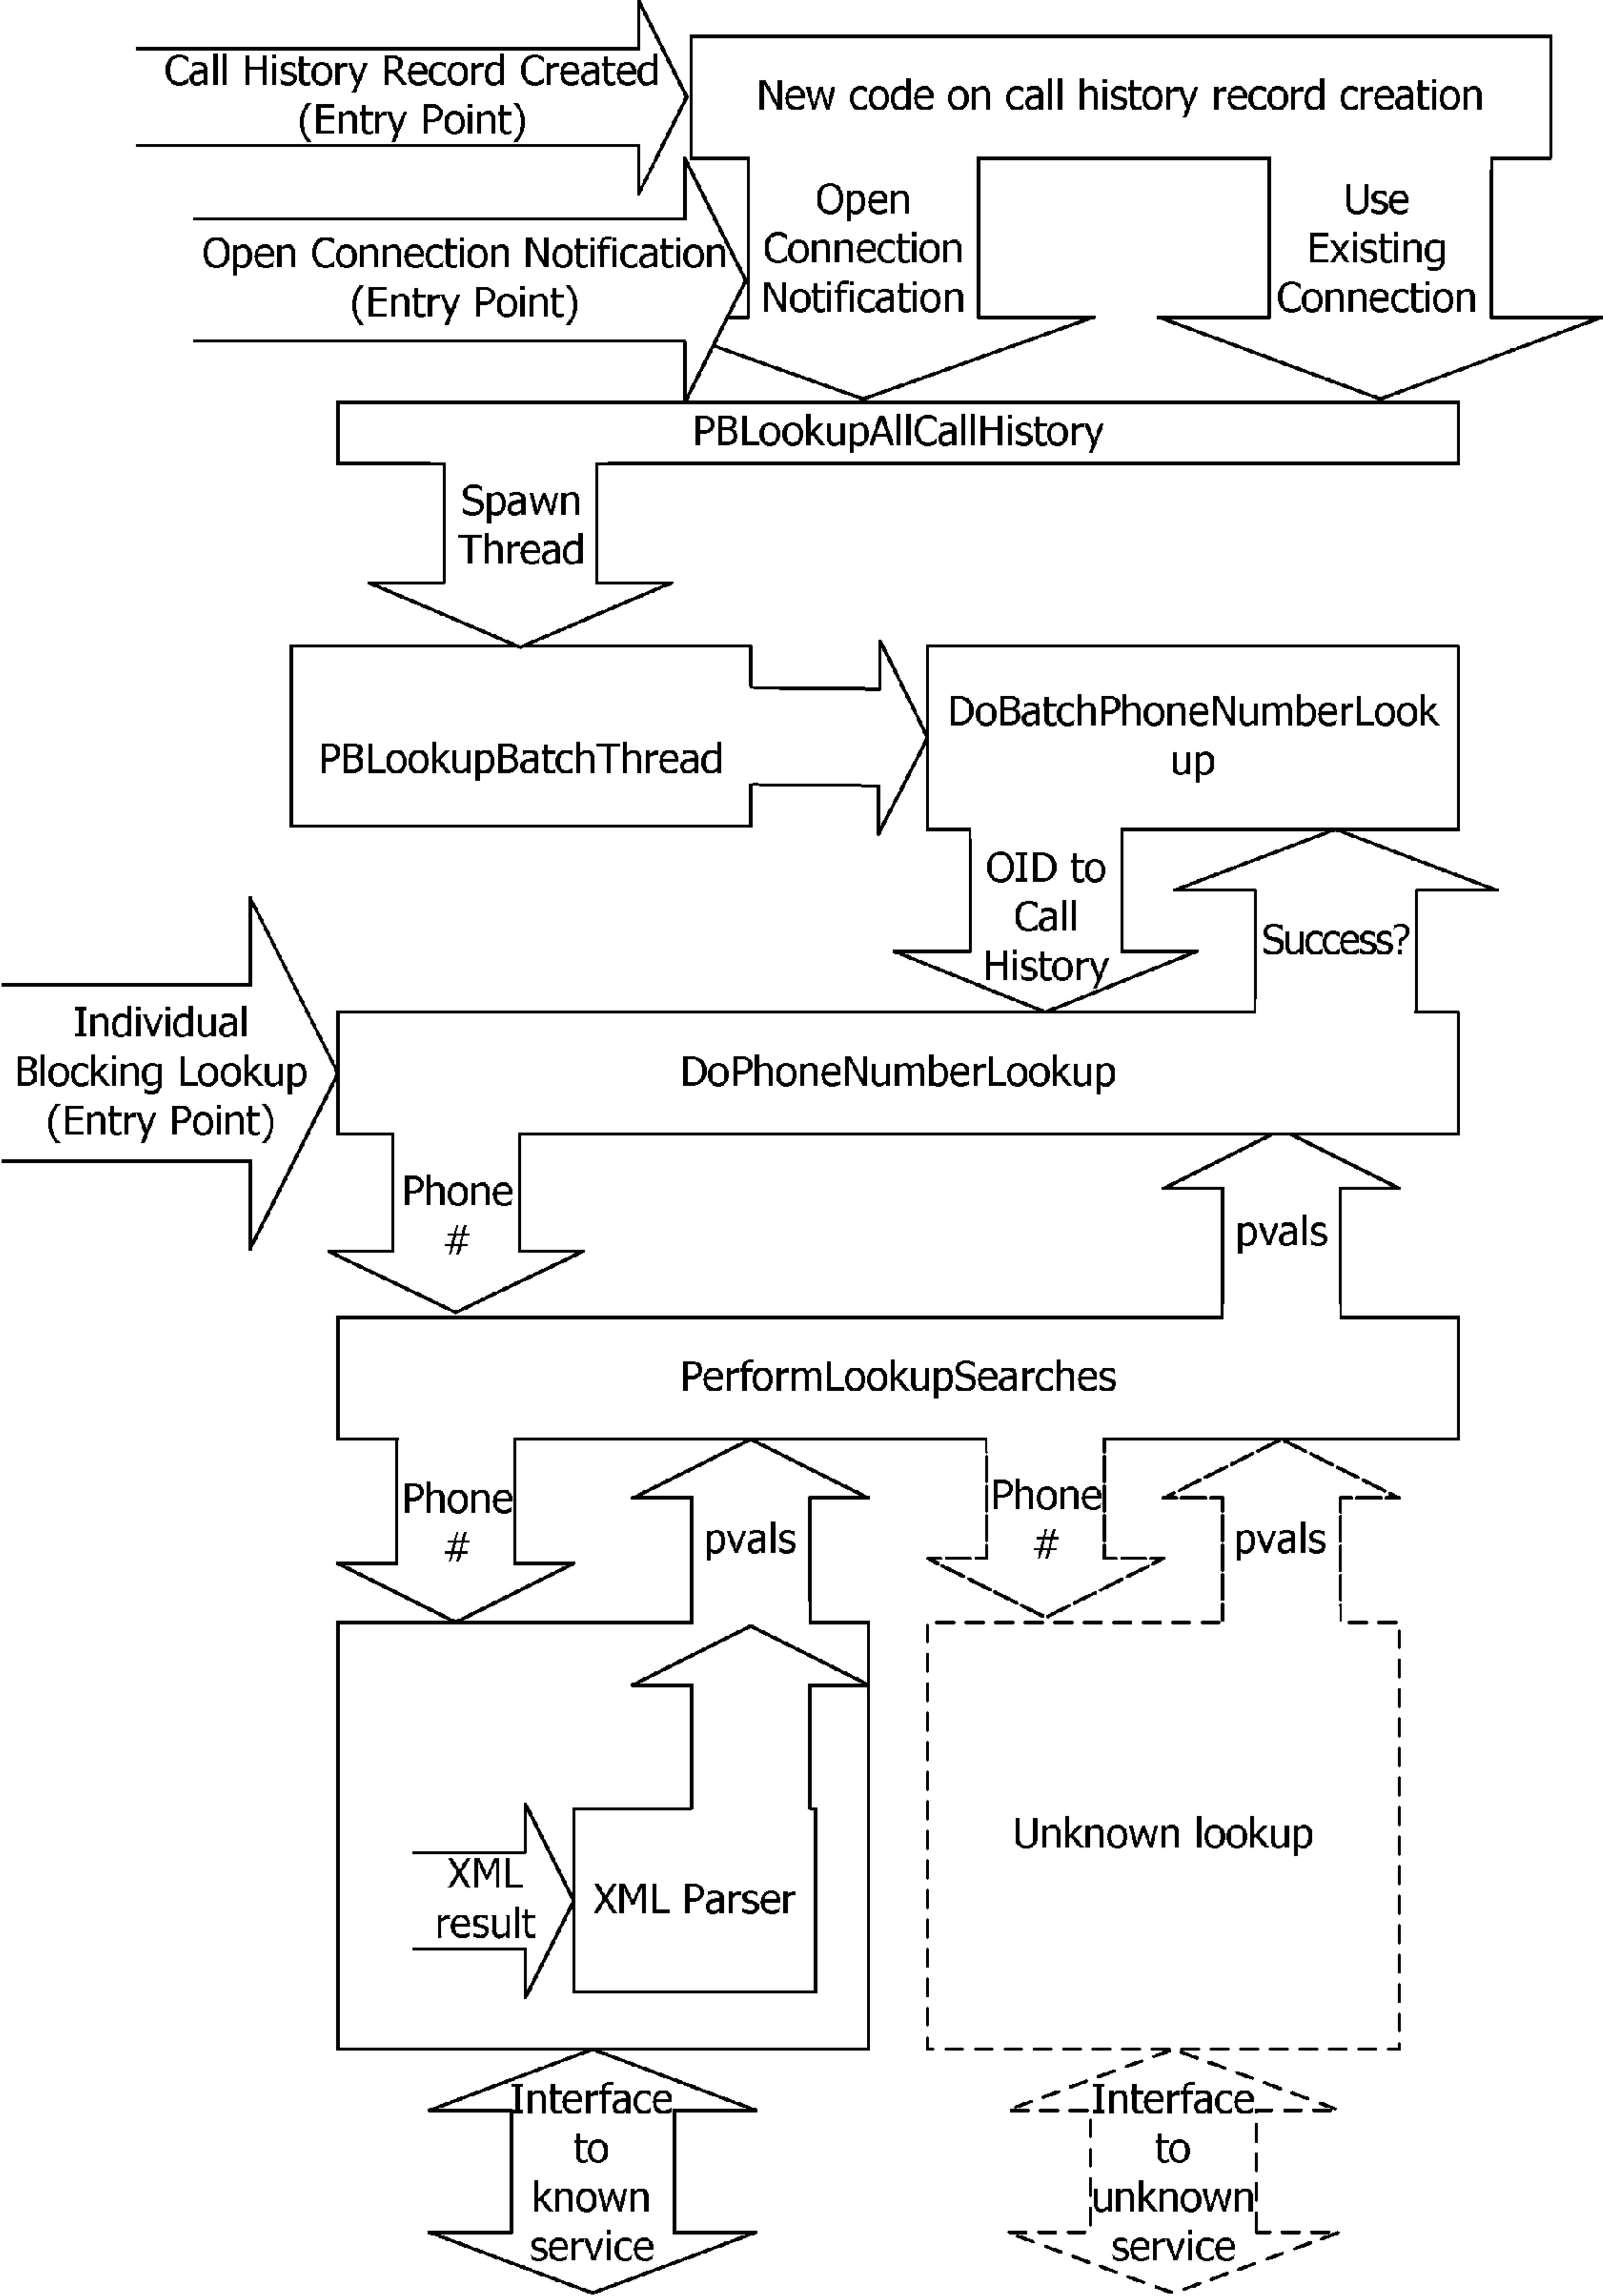 Call History Record Created
(Entry Point)
New code on call history record creation
Open Connection Notification
(Entry Point)
Open
Connection
Notification
Use
Existing
Connection
PBLookupAllCallHistory
Spawn
Thread
PBLookupBatchThread
DoBatchPhoneNumberLook
up
OID to
Call
History
Success?
Individual
Blocking Lookup
(Entry Point)
DoPhoneNumberLookup
Phone
#
pvals
PerformLookupSearches
Phone
#
pvals
Phone
#
pvals
XML
result
XML Parser
Unknown lookup
Interface
to
known
service
Interface
to
unknown
service